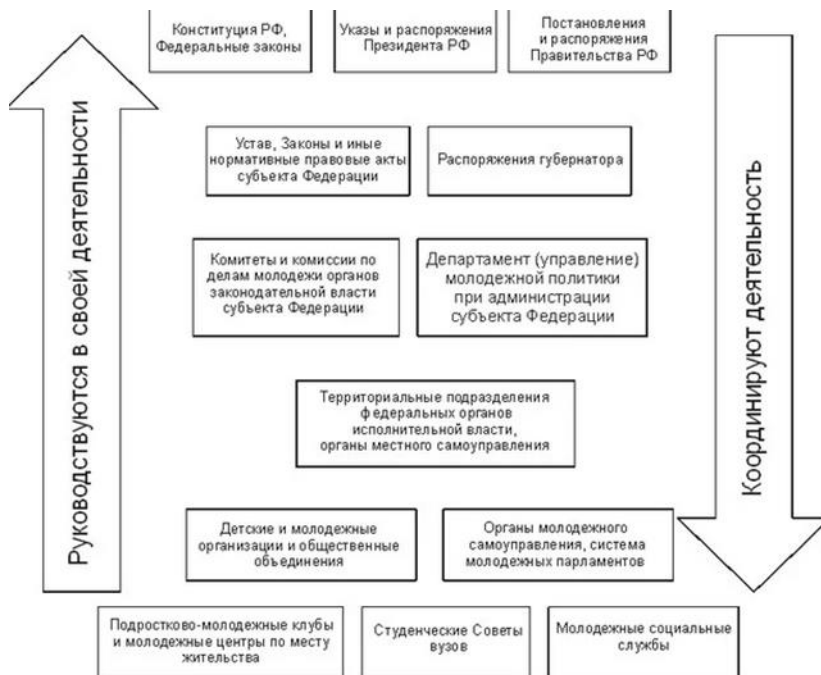 Конституция РФ,
Федеральные законы
Указы и распоряжения
Президента РФ
Постановления
и распоряжения
Правительства РФ
Руководствуются в своей деятельности
Координируют деятельность
Устав, Законы и иные
нормативные правовые акты
субъекта Федерации
Распоряжения губернатора
Комитеты и комиссии по
делам молодежи органов
законодательной власти
субъекта Федерации
Департамент (управление)
молодежной политики
при администрации
субъекта Федерации
Территориальные подразделения
федеральных органов
исполнительной власти,
органы местного самоуправления
Детские и молодежные
организации и общественные
объединения
Органы молодежного
самоуправления, система
молодежных парламентов
Подростково-молодежные клубы
и молодежные центры по месту
жительства
Студенческие Советы
вузов
Молодежные социальные
службы